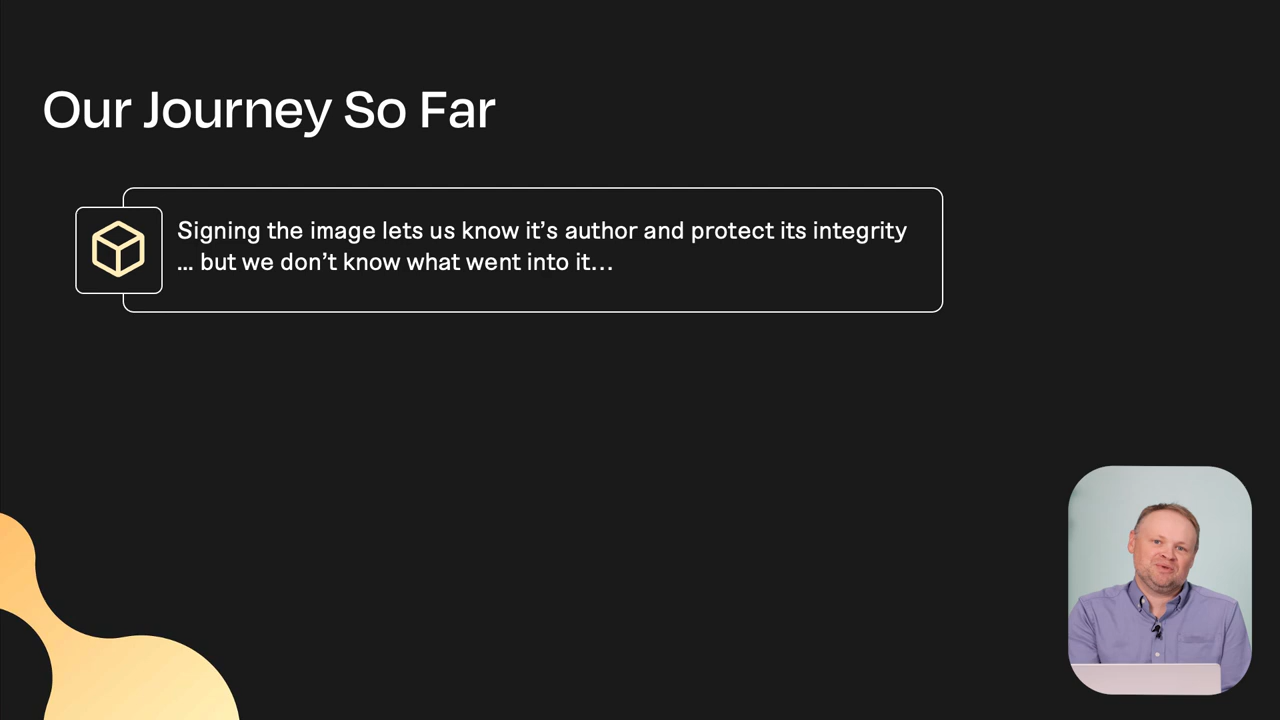 Our Journey So Far
Signing the image lets us know it’s author and protect its integrity
... but we don’t know what went into it...